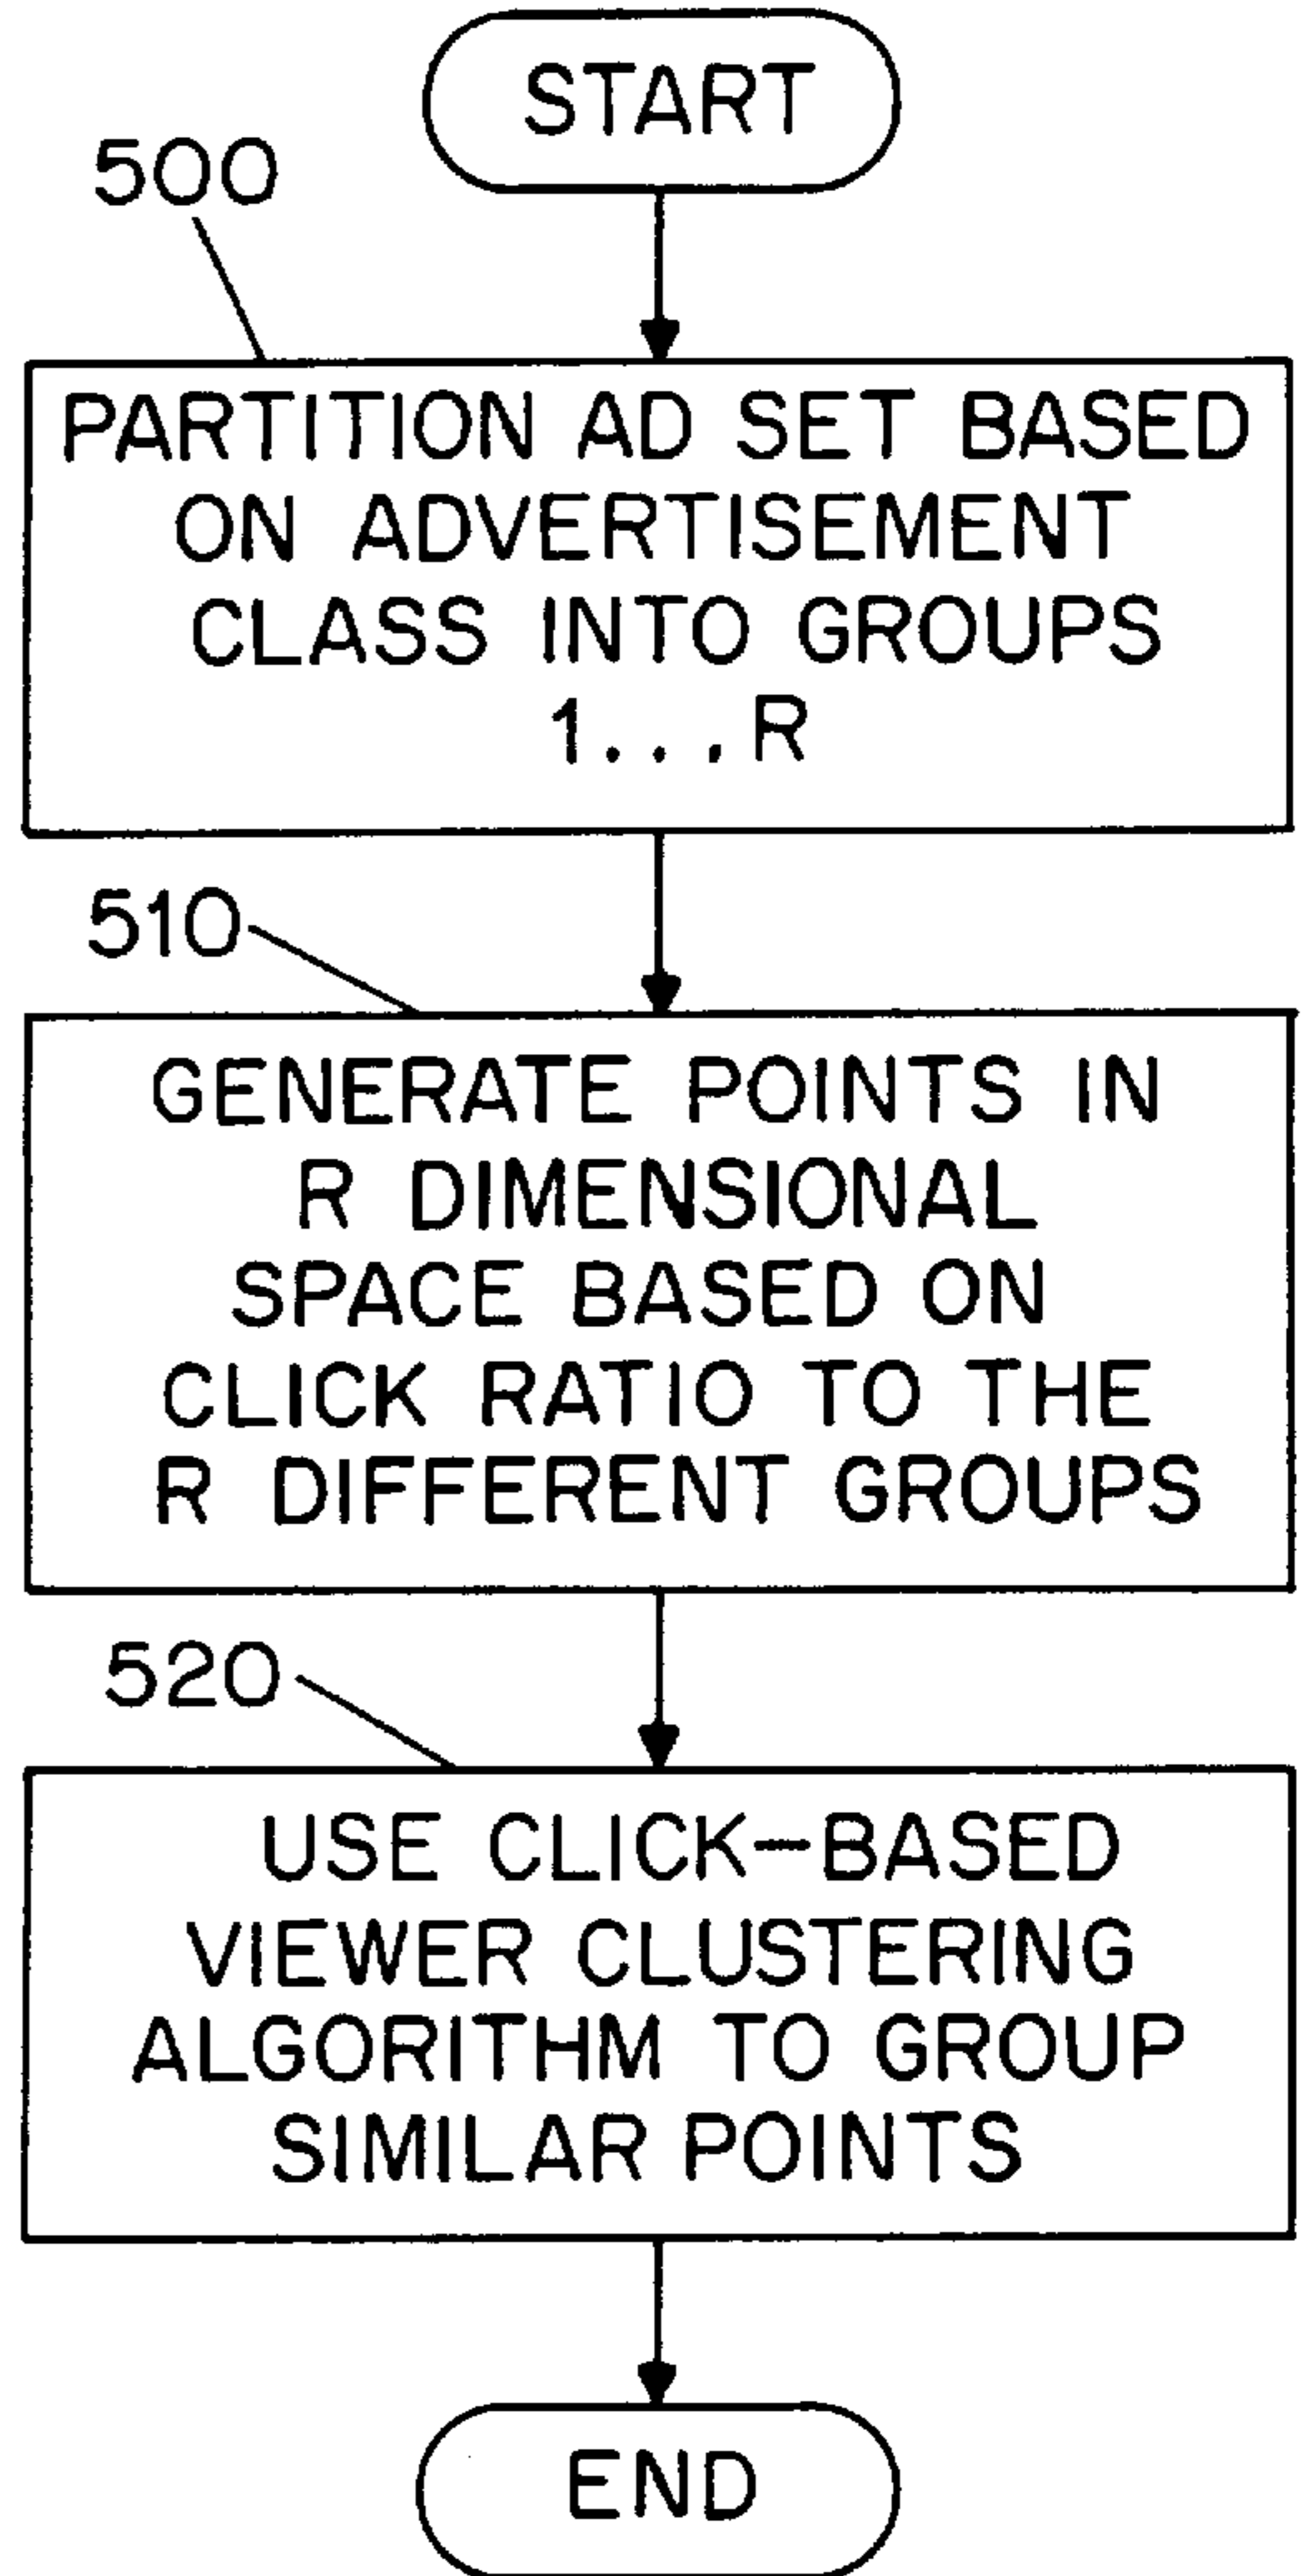 START
500
PARTITION AD SET BASED
ON ADVERTISEMENT
CLASS INTO GROUPS
1...R
510
GENERATE POINTS IN
R DIMENSIONAL
SPACE BASED ON
CLICK RATIO TO THE
R DIFFERENT GROUPS
520
USE CLICK-BASED
VIEWER CLUSTERING
ALGORITHM TO GROUP
SIMILAR POINTS
END